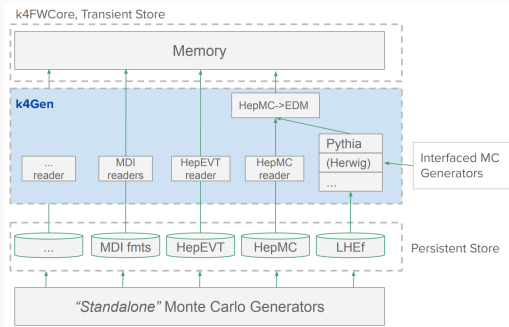 k4FWCore, Transient Store
Memory
k4Gen
HepMC->EDM
Pythia
(Herwig)
...
...
reader
MDI
readers
HepEVT
reader
HepMC
reader
Interfaced MC
Generators
...
MDI fmts
HepEVT
HepMC
LHEf
Persistent Store
“Standalone” Monte Carlo Generators